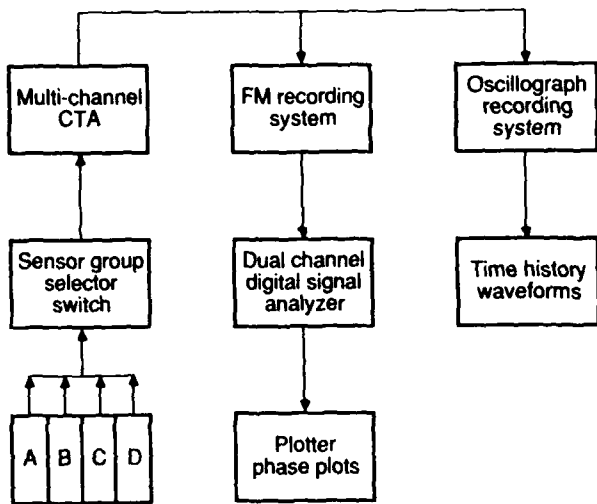 Multi-channel
CTA
FM recording
system
Oscillograph
recording
system
Sensor group
selector
switch
Dual channel
digital signal
analyzer
Time history
waveforms
A B C D
Plotter
phase plots